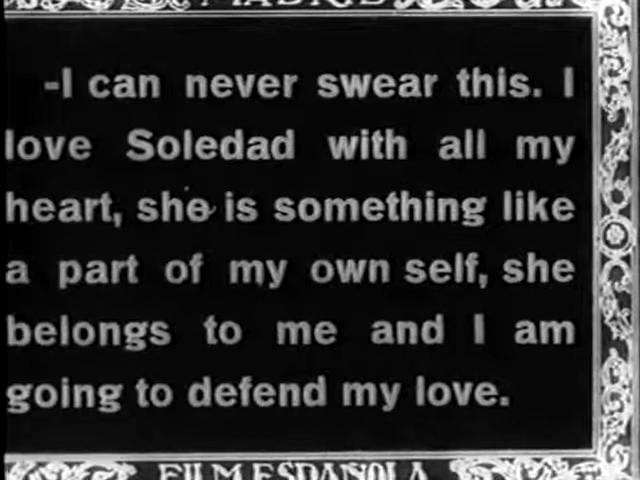 MADRID
-I can never swear this. I
love Soledad with all my
heart, she is something like
a part of my own self, she
belongs to me and I am
going to defend my love.
FILM ESPAÑOLA